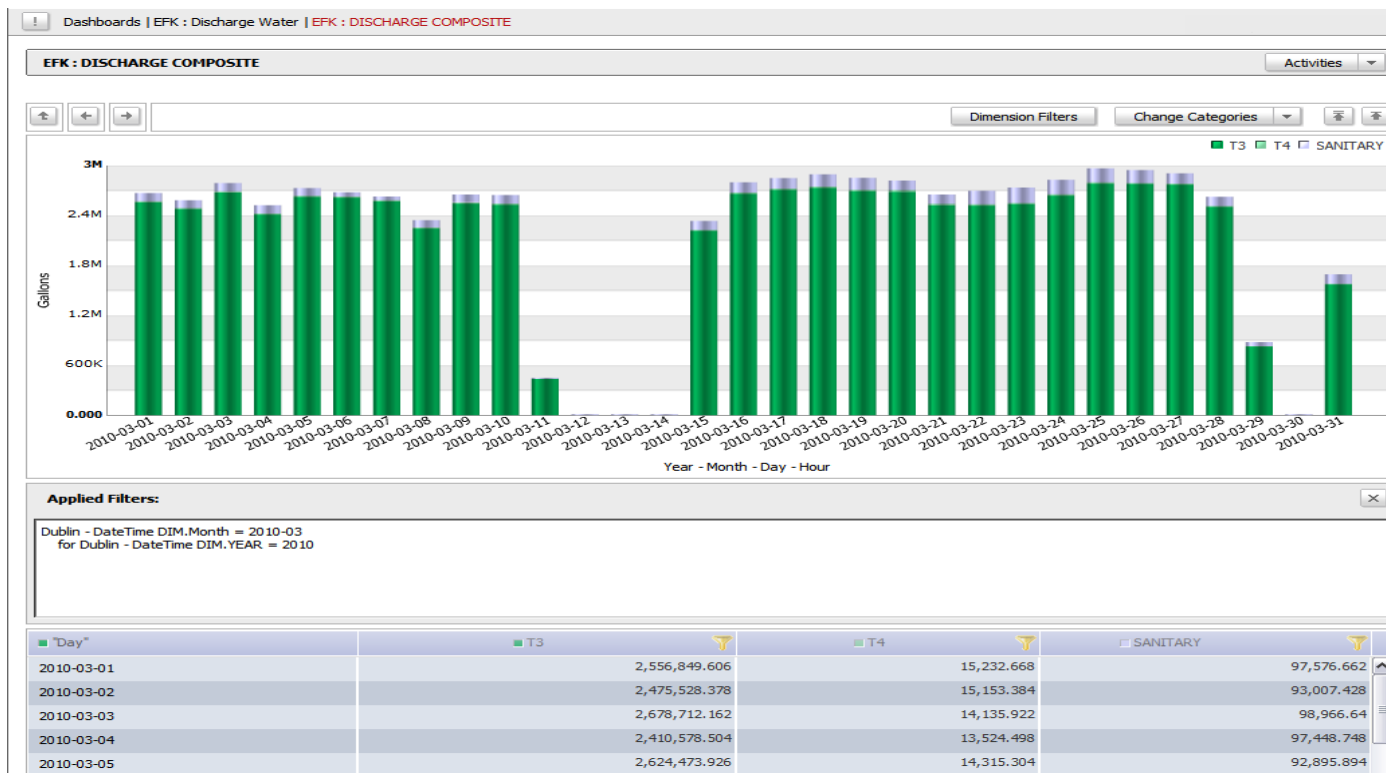 ! Dashboards | EFK : Discharge Water | EFK : DISCHARGE COMPOSITE
EFK : DISCHARGE COMPOSITE Activities
Dimension Filters Change Categories
T3 T4 SANITARY
3M
2.4M
1.8M
1.2M
600K
0.000
Gallons
2010-03-01 2010-03-02 2010-03-03 2010-03-04 2010-03-05 2010-03-06 2010-03-07 2010-03-08 2010-03-09 2010-03-10 2010-03-11 2010-03-12 2010-03-13 2010-03-14 2010-03-15 2010-03-16 2010-03-17 2010-03-18 2010-03-19 2010-03-20 2010-03-21 2010-03-22 2010-03-23 2010-03-24 2010-03-25 2010-03-26 2010-03-27 2010-03-28 2010-03-29 2010-03-30 2010-03-31
Year - Month - Day - Hour
Applied Filters:
Dublin - DateTime DIM.Month = 2010-03
for Dublin - DateTime DIM.YEAR = 2010
"Day" T3 T4 SANITARY
2010-03-01 2,556,849.606 15,232.668 97,576.662
2010-03-02 2,475,528.378 15,153.384 93,007.428
2010-03-03 2,678,712.162 14,135.922 98,966.64
2010-03-04 2,410,578.504 13,524.498 97,448.748
2010-03-05 2,624,473.926 14,315.304 92,895.894